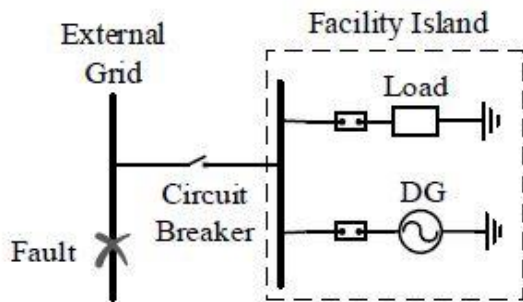 Facility Island
External
Grid
Load
Circuit
Breaker
DG
Fault